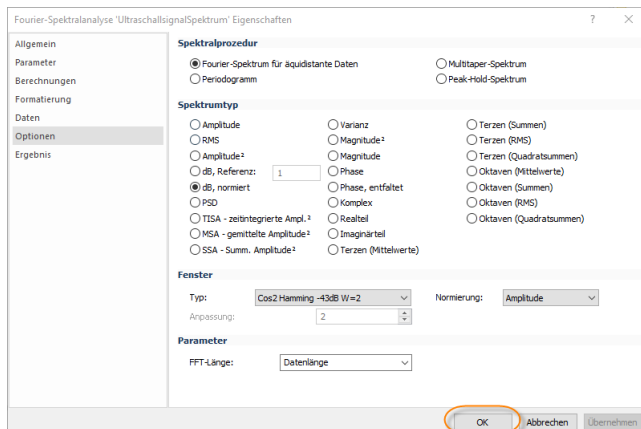 Fourier-Spektralanalyse 'UltraschallsignalSpektrum' Eigenschaften ? ×
Allgemein
Parameter
Berechnungen
Formatierung
Daten
Optionen
Ergebnis
Spektralprozedur
Fourier-Spektrum für äquidistante Daten
Multitaper-Spektrum
Periodogramm
Peak-Hold-Spektrum
Spektrumtyp
Amplitude
RMS
Amplitude²
dB, Referenz: 1
dB, normiert
PSD
TISA - zeitintegrierte Ampl.²
MSA - gemittelte Amplitude²
SSA - Summ. Amplitude²
Varianz
Magnitude²
Magnitude
Phase
Phase, entfaltet
Komplex
Realteil
Imaginärteil
Terzen (Mittelwerte)
Terzen (Summen)
Terzen (RMS)
Terzen (Quadratsummen)
Oktaven (Mittelwerte)
Oktaven (Summen)
Oktaven (RMS)
Oktaven (Quadratsummen)
Fenster
Typ: Cos2 Hamming -43dB W=2
Normierung: Amplitude
Anpassung: 2
Parameter
FFT-Länge: Datenlänge
OK
Abbrechen
Übernehmen